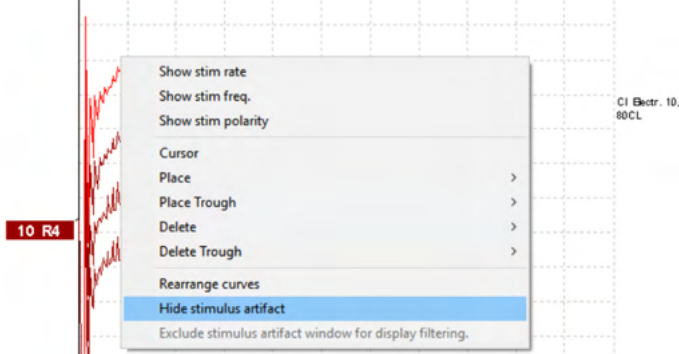 Show stim rate
Show stim freq.
Show stim polarity
CI Electr. 10,
80CL
Cursor
Place
Place Trough
Delete
10 R4
Delete Trough
Rearrange curves
Hide stimulus artifact
Exclude stimulus artifact window for display filtering.